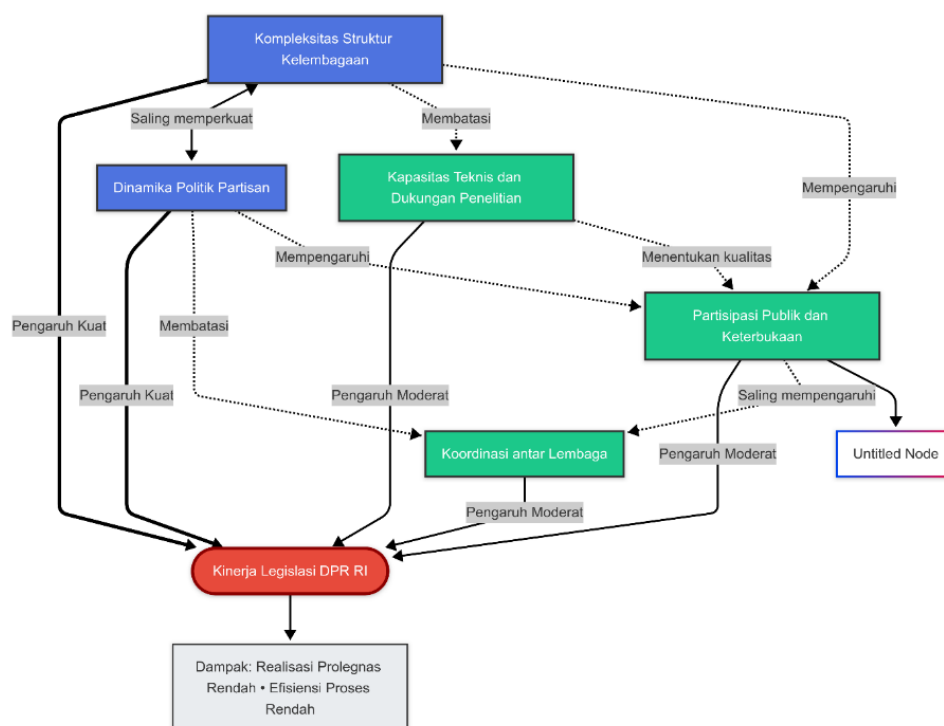 Kompleksitas Struktur
Kelembagaan
Saling memperkuat
Membatasi
Dinamika Politik Partisan
Kapasitas Teknis dan
Dukungan Penelitian
Mempengaruhi
Mempengaruhi
Menentukan kualitas
Pengaruh Kuat
Membatasi
Partisipasi Publik dan
Keterbukaan
Pengaruh Kuat
Pengaruh Moderat
Saling mempengaruhi
Koordinasi antar Lembaga
Pengaruh Moderat
Untitled Node
Pengaruh Moderat
Kinerja Legislasi DPR RI
Dampak: Realisasi Prolegnas
Rendah • Efisiensi Proses
Rendah